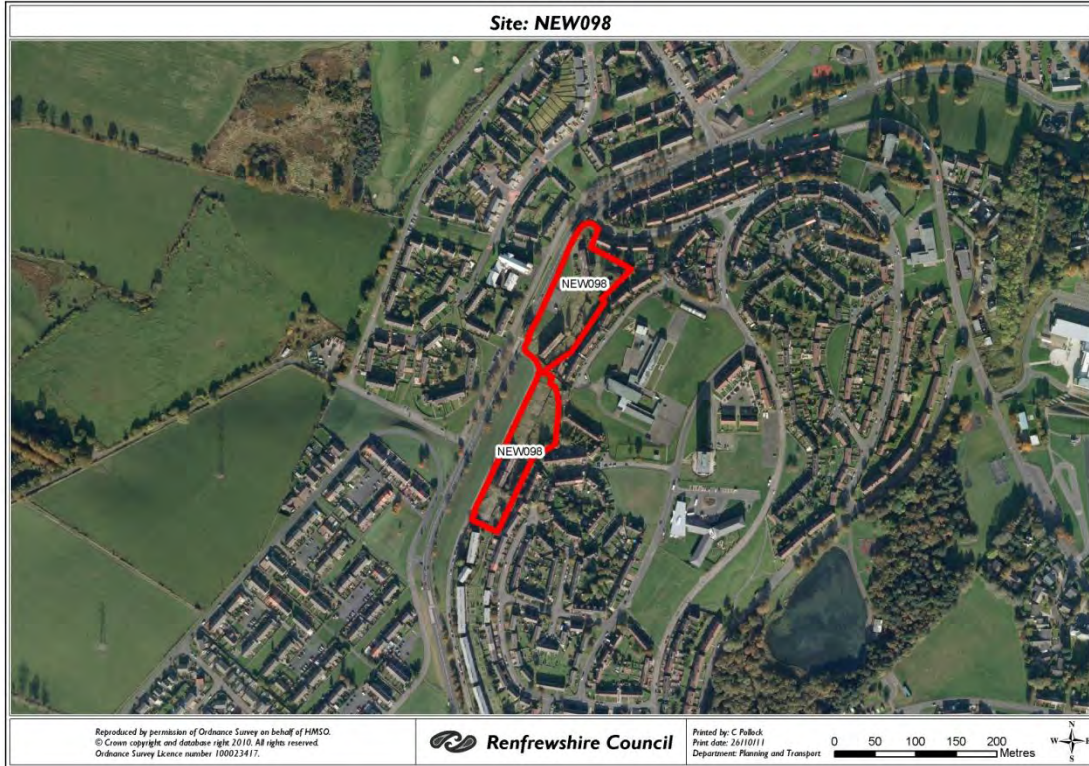 Site: NEW098
NEW098
NEW098
Reproduced by permission of Ordnance Survey on behalf of HMSO.
© Crown copyright and database right 2010. All rights reserved.
Ordnance Survey Licence number 100023417.
Renfrewshire Council
Printed by: C Pollock
Print date: 26/10/11
Department: Planning and Transport
0 50 100 150 200
Metres
N
W E
S